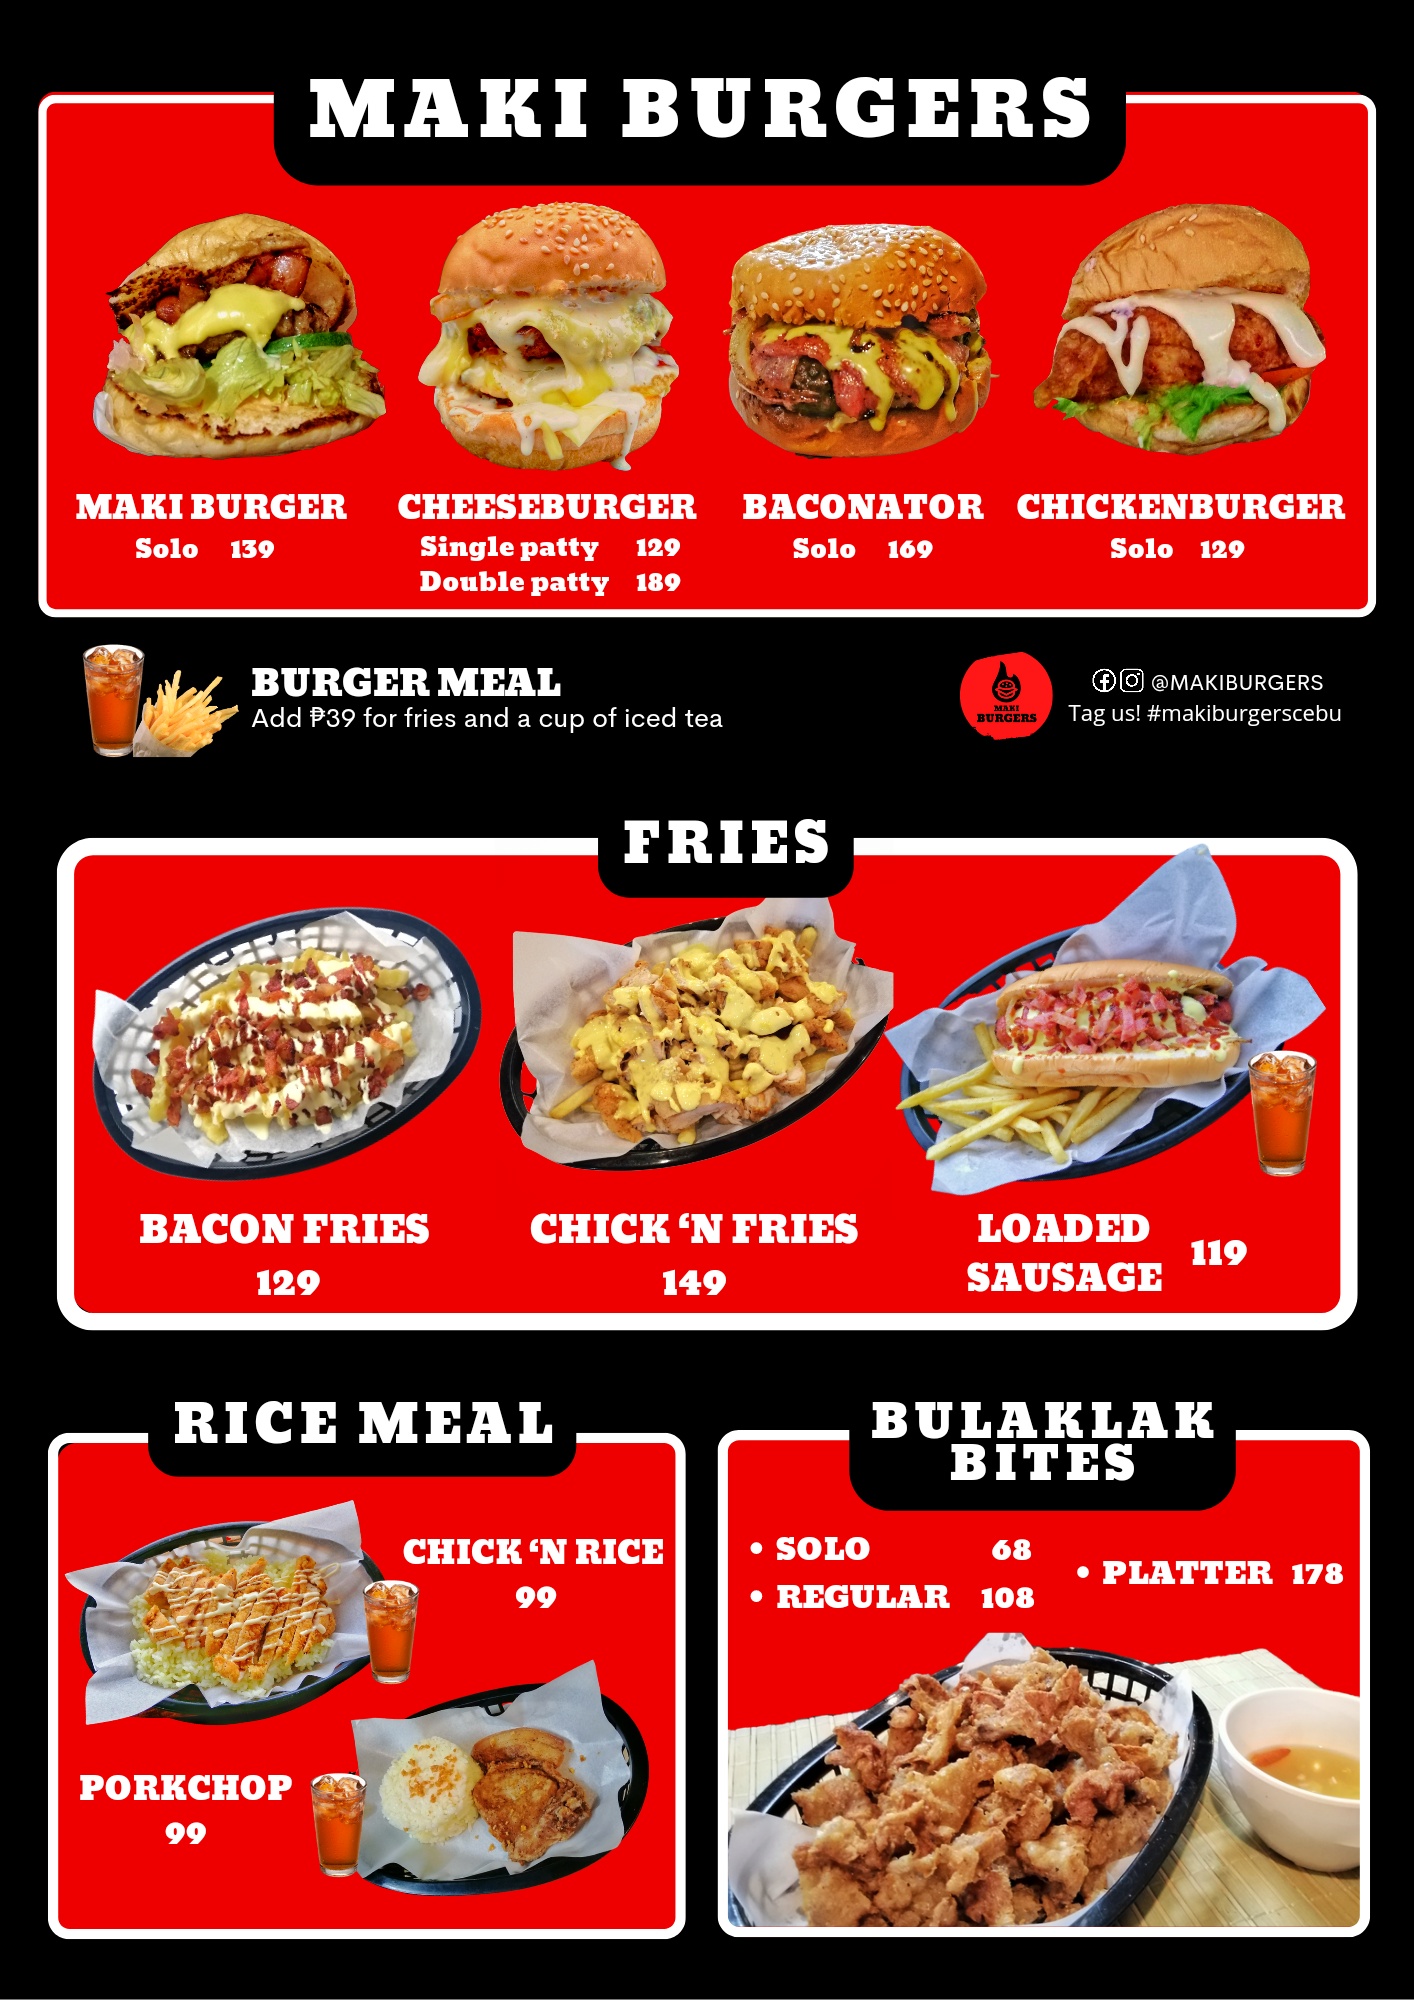 MAKI BURGERS
MAKI BURGER
Solo 139
CHEESEBURGER
Single patty 129
Double patty 189
BACONATOR
Solo 169
CHICKENBURGER
Solo 129
BURGER MEAL
Add ₱39 for fries and a cup of iced tea
MAKI
BURGERS
@MAKIBURGERS
Tag us! #makiburgerscebu
FRIES
BACON FRIES
129
CHICK ‘N FRIES
149
LOADED
SAUSAGE
119
RICE MEAL
CHICK ‘N RICE
99
PORKCHOP
99
BULAKLAK
BITES
• SOLO 68
• REGULAR 108
• PLATTER 178